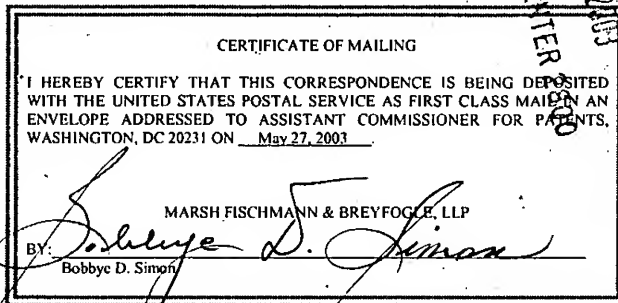 CERTIFICATE OF MAILING
I HEREBY CERTIFY THAT THIS CORRESPONDENCE IS BEING DEPOSITED
WITH THE UNITED STATES POSTAL SERVICE AS FIRST CLASS MAIL IN AN
ENVELOPE ADDRESSED TO ASSISTANT COMMISSIONER FOR PATENTS,
WASHINGTON, DC 20231 ON May 27, 2003.
MARSH FISCHMANN & BREYFOGLE, LLP
BY: Bobbye D. Simon
Bobbye D. Simon